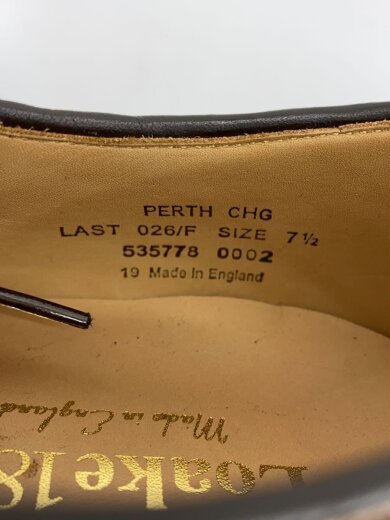 PERTH CHG
LAST 026/F SIZE 7½
535778 0002
19 Made In England
Made in England
Loake18